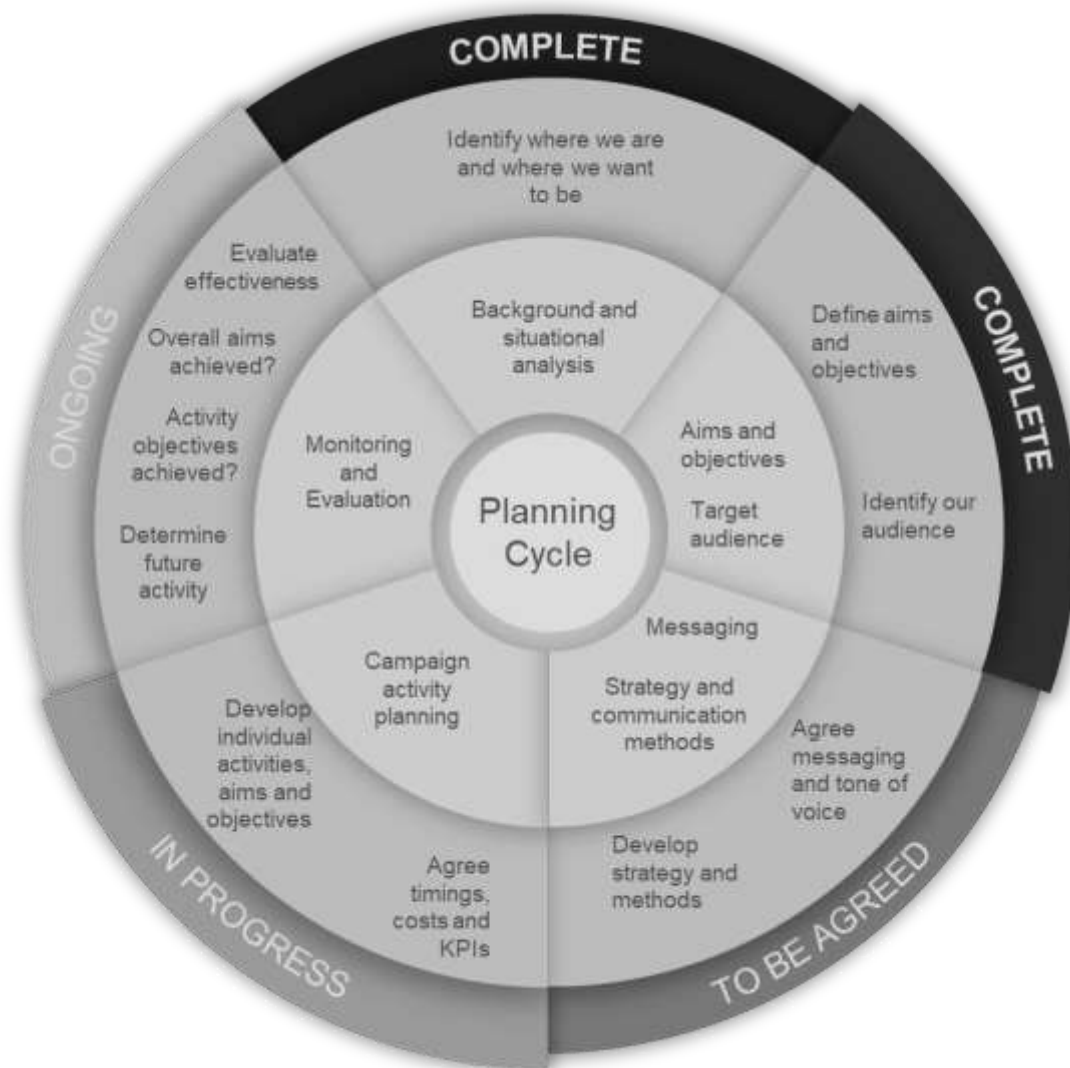 COMPLETE
Identify where we are
and where we want
to be
Background and
situational
analysis
COMPLETE
Define aims
and
objectives
Identify our
audience
Aims and
objectives
Target
audience
Planning
Cycle
Messaging
Strategy and
communication
methods
Agree
messaging
and tone of
voice
Develop
strategy and
methods
TO BE AGREED
Campaign
activity
planning
Develop
individual
activities,
aims and
objectives
Agree
timings,
costs and
KPIs
IN PROGRESS
Monitoring
and
Evaluation
Evaluate
effectiveness
Overall aims
achieved?
Activity
objectives
achieved?
Determine
future
activity
ONGOING